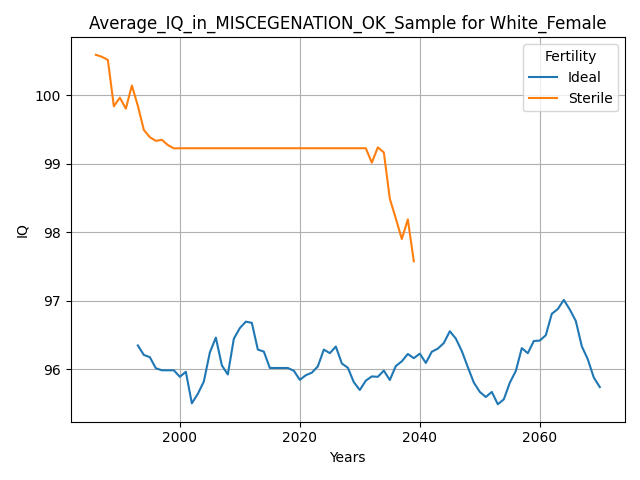 Average_IQ_in_MISCEGENATION_OK_Sample for White_Female
Fertility
Ideal
Sterile
IQ
100
99
98
97
96
2000
2020
2040
2060
Years